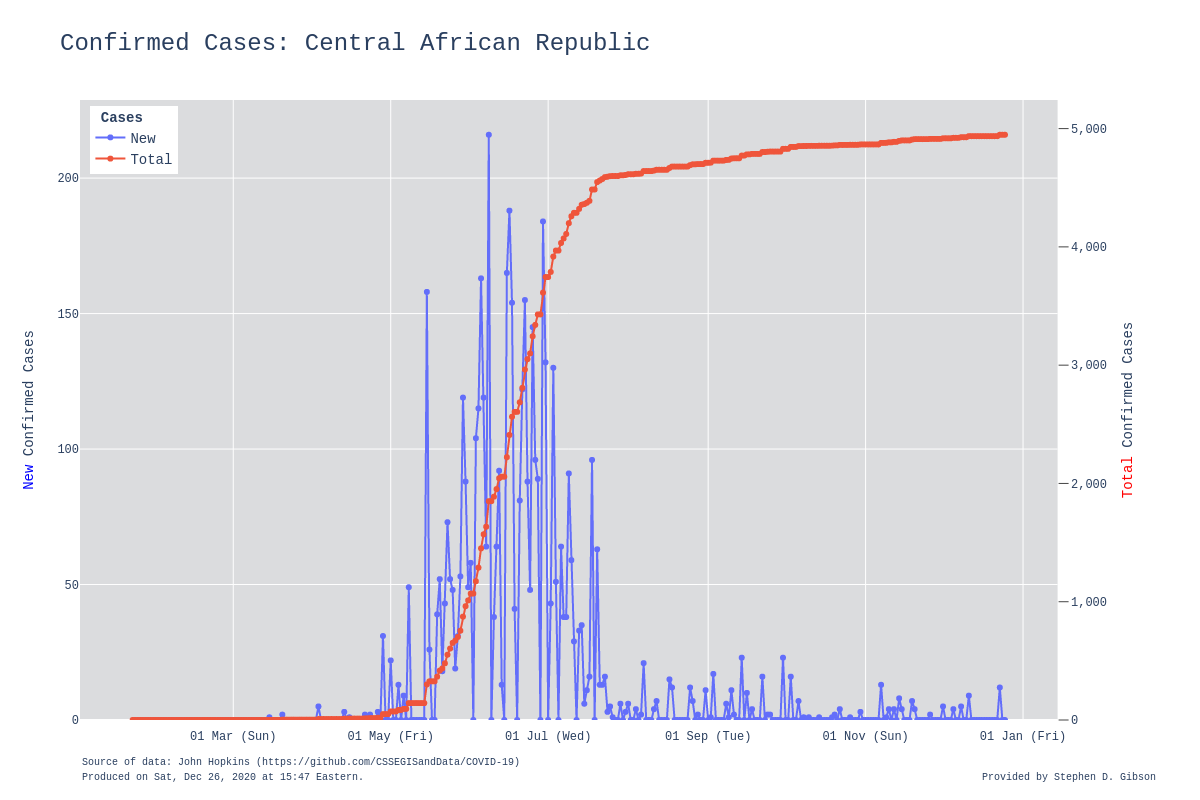 Confirmed Cases: Central African Republic
Cases
New
Total
200
150
100
50
0
New Confirmed Cases
5,000
4,000
3,000
2,000
1,000
0
Total Confirmed Cases
01 Mar (Sun)
01 May (Fri)
01 Jul (Wed)
01 Sep (Tue)
01 Nov (Sun)
01 Jan (Fri)
Source of data: John Hopkins (https://github.com/CSSEGISandData/COVID-19)
Produced on Sat, Dec 26, 2020 at 15:47 Eastern.
Provided by Stephen D. Gibson